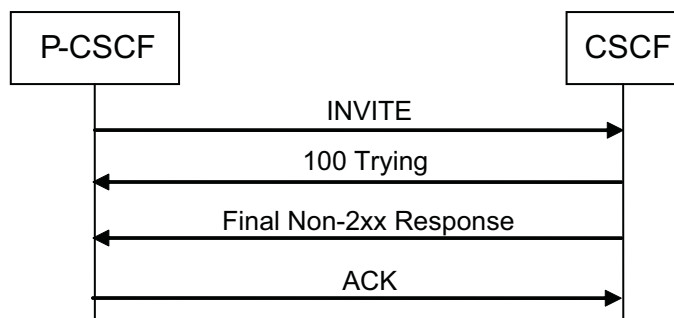 P-CSCF
CSCF
INVITE
100 Trying
Final Non-2xx Response
ACK